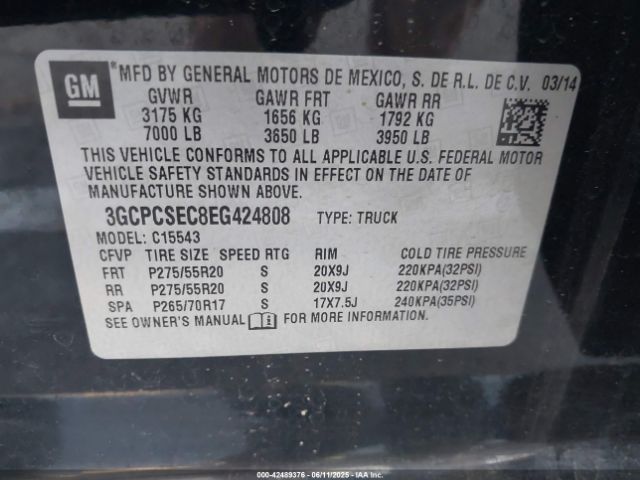 GM
*MFD BY GENERAL MOTORS DE MEXICO, S. DE R.L. DE C.V. 03/14
GVWR GAWR FRT GAWR RR
3175 KG 1656 KG 1792 KG
7000 LB 3650 LB 3950 LB
THIS VEHICLE CONFORMS TO ALL APPLICABLE U.S. FEDERAL MOTOR
VEHICLE SAFETY STANDARDS IN EFFECT ON THE DATE OF
MANUFACTURE SHOWN ABOVE.
3GCPCSEC8EG424808 TYPE: TRUCK
MODEL: C15543
CFVP TIRE SIZE SPEED RTG RIM COLD TIRE PRESSURE
FRT P275/55R20 S 20X9J 220KPA(32PSI)
RR P275/55R20 S 20X9J 220KPA(32PSI)
SPA P265/70R17 S 17X7.5J 240KPA(35PSI)
SEE OWNER'S MANUAL FOR MORE INFORMATION.
000-42489376 - 06/11/2025 - IAAI.COM